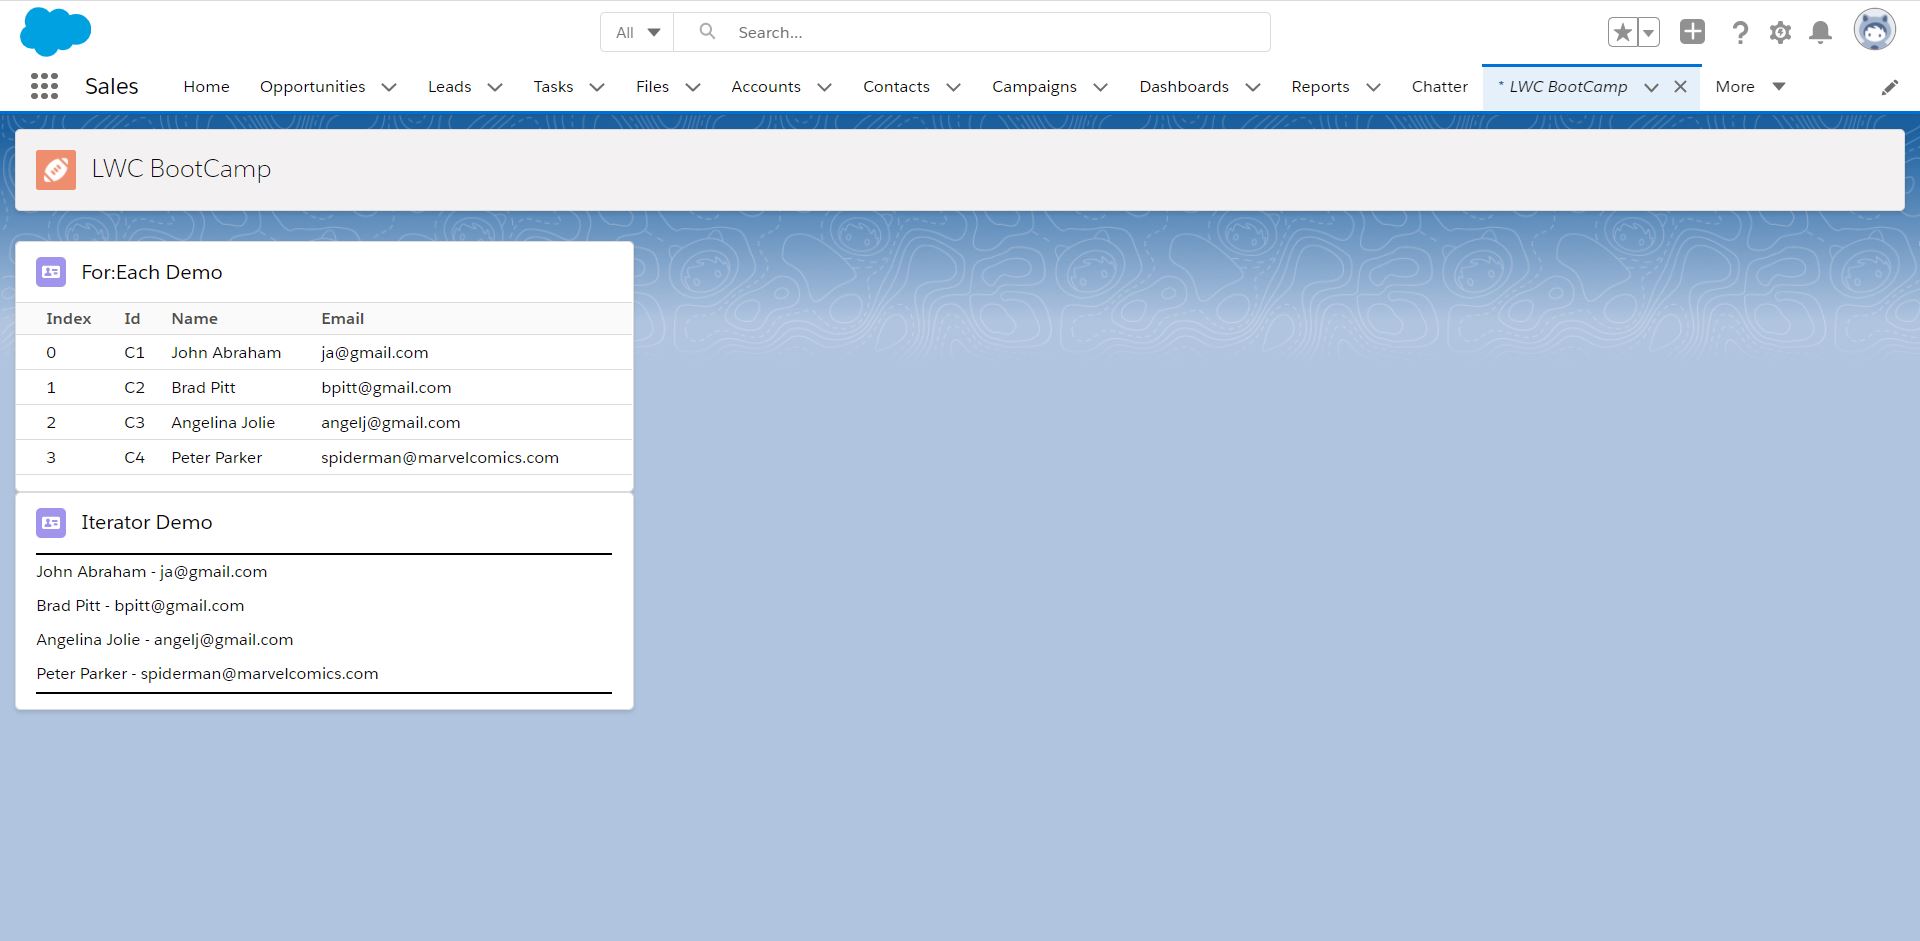 All Search...
Sales Home Opportunities Leads Tasks Files Accounts Contacts Campaigns Dashboards Reports Chatter * LWC BootCamp More
LWC BootCamp
For:Each Demo
Index Id Name Email
0 C1 John Abraham ja@gmail.com
1 C2 Brad Pitt bpitt@gmail.com
2 C3 Angelina Jolie angelj@gmail.com
3 C4 Peter Parker spiderman@marvelcomics.com
Iterator Demo
John Abraham - ja@gmail.com
Brad Pitt - bpitt@gmail.com
Angelina Jolie - angelj@gmail.com
Peter Parker - spiderman@marvelcomics.com